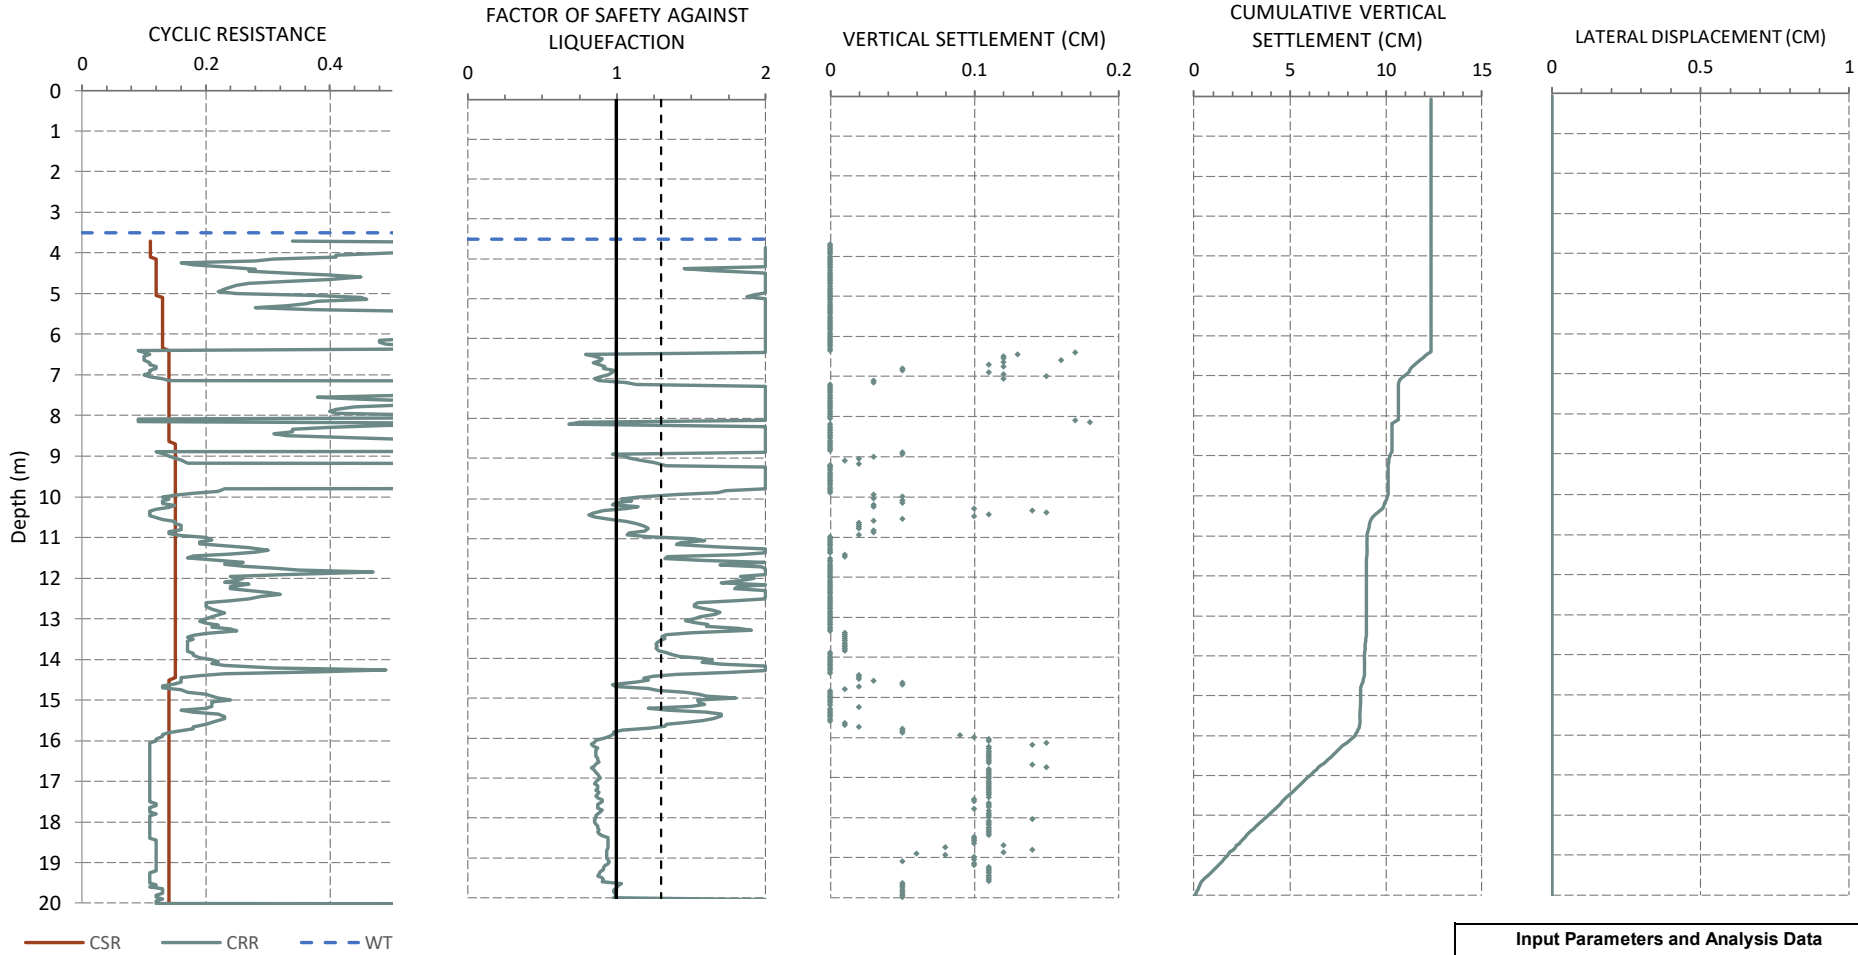 CYCLIC RESISTANCE
0 0.2 0.4
FACTOR OF SAFETY AGAINST
LIQUEFACTION
0 1 2
VERTICAL SETTLEMENT (CM)
0 0.1 0.2
CUMULATIVE VERTICAL
SETTLEMENT (CM)
0 5 10 15
LATERAL DISPLACEMENT (CM)
0 0.5 1
Depth (m)
0
1
2
3
4
5
6
7
8
9
10
11
12
13
14
15
16
17
18
19
20
CSR CRR WT
Input Parameters and Analysis Data